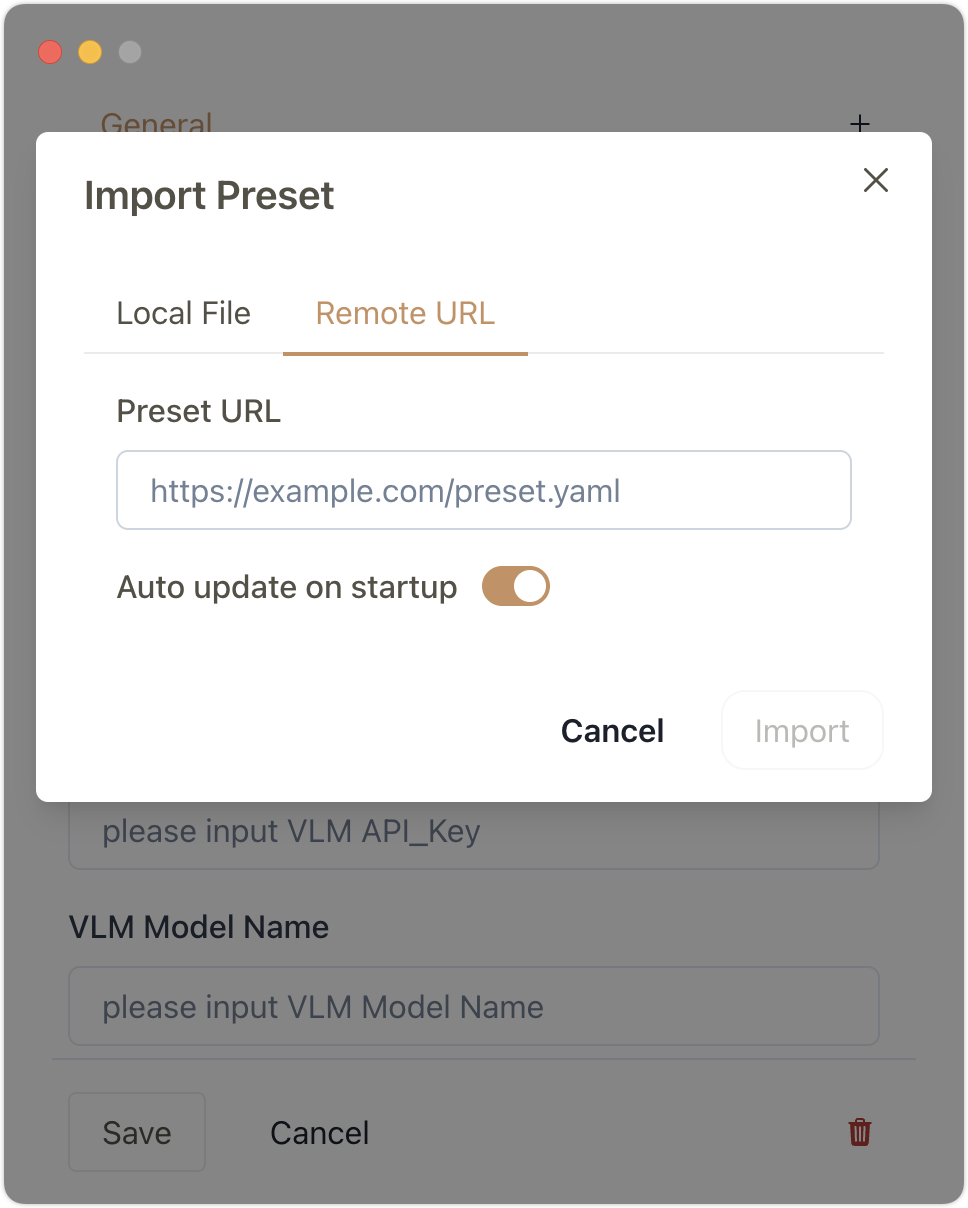 General
Import Preset
Local File
Remote URL
Preset URL
https://example.com/preset.yaml
Auto update on startup
Cancel
Import
please input VLM API_Key
VLM Model Name
please input VLM Model Name
Save
Cancel